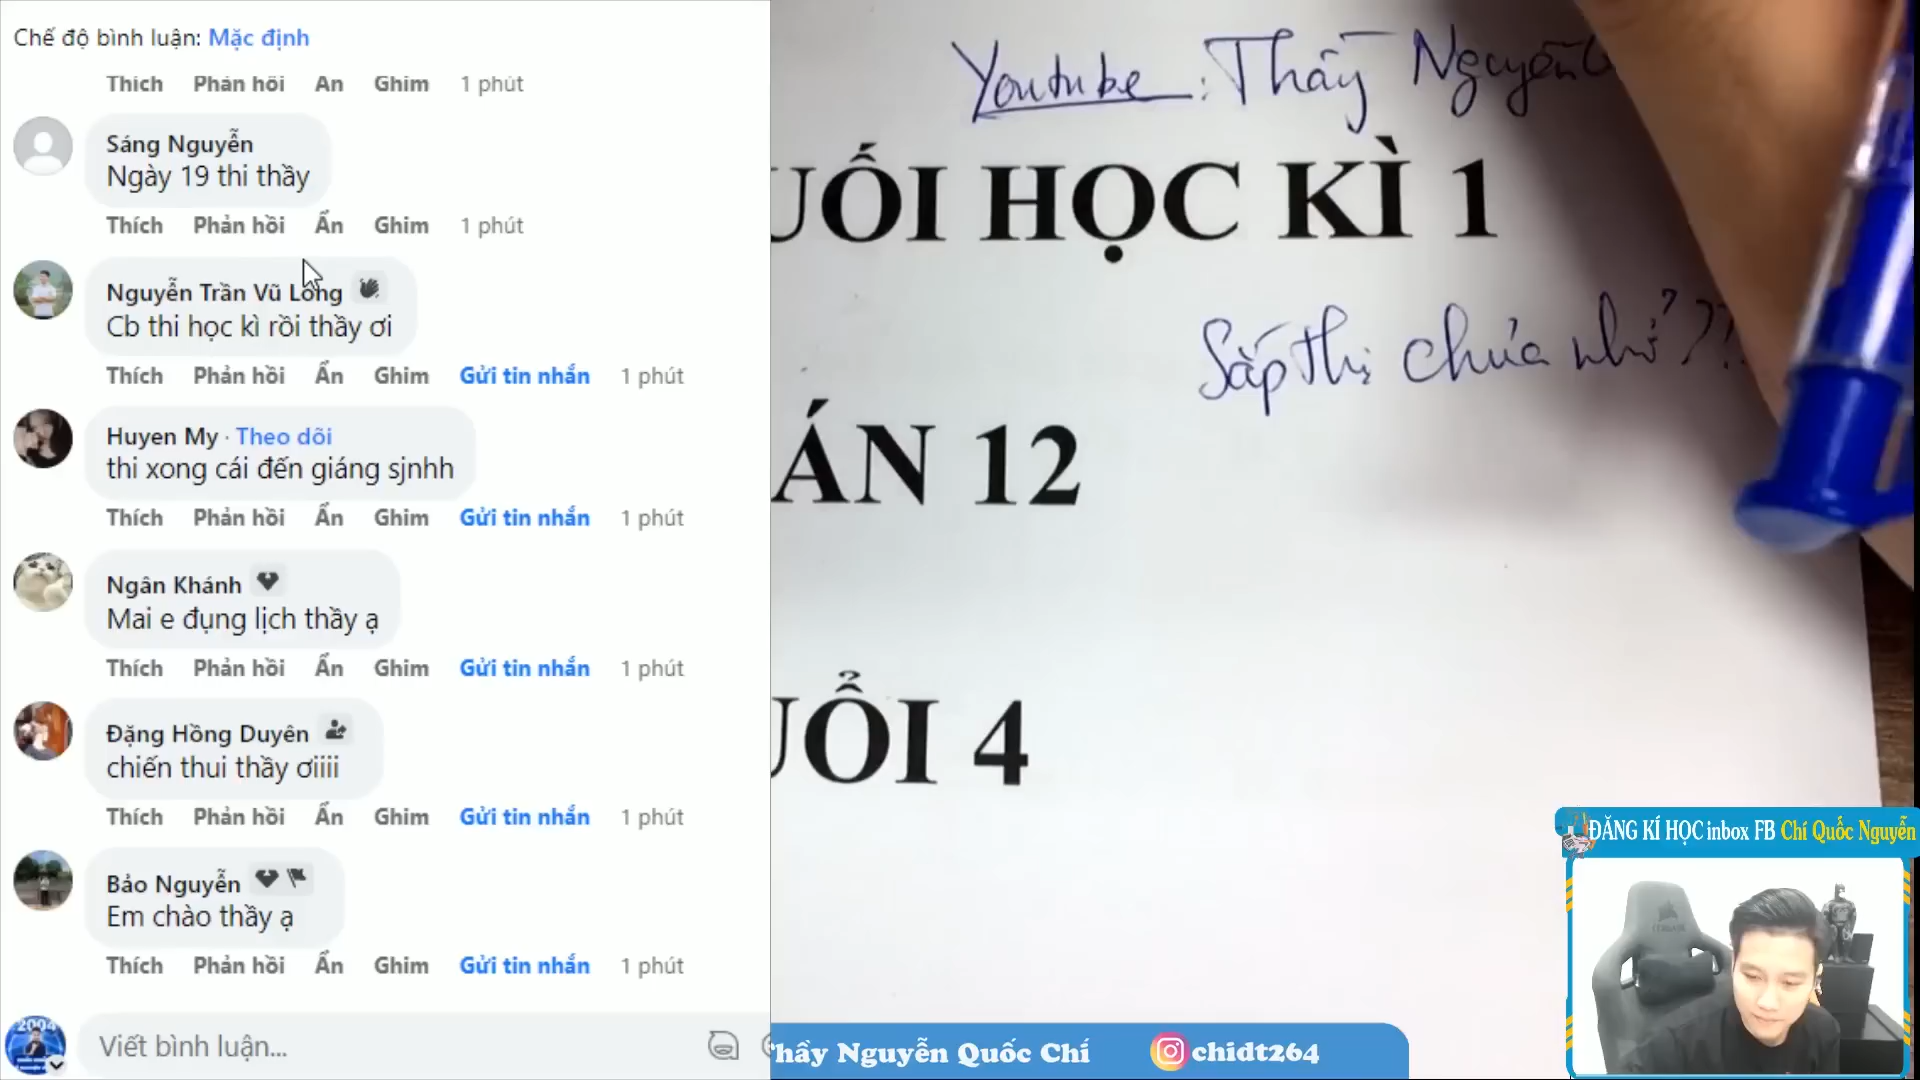 Chế độ bình luận: Mặc định
Thích Phản hồi Ẩn Ghim 1 phút
Sáng Nguyễn
Ngày 19 thi thầy
Thích Phản hồi Ẩn Ghim 1 phút
Nguyễn Trần Vũ Long
Cb thi học kì rồi thầy ơi
Thích Phản hồi Ẩn Ghim Gửi tin nhắn 1 phút
Huyen My · Theo dõi
thi xong cái đến giáng sjnhh
Thích Phản hồi Ẩn Ghim Gửi tin nhắn 1 phút
Ngân Khánh
Mai e đụng lịch thầy ạ
Thích Phản hồi Ẩn Ghim Gửi tin nhắn 1 phút
Đặng Hồng Duyên
chiến thui thầy ơiiii
Thích Phản hồi Ẩn Ghim Gửi tin nhắn 1 phút
Bảo Nguyễn
Em chào thầy ạ
Thích Phản hồi Ẩn Ghim Gửi tin nhắn 1 phút
2004
Viết bình luận...
Youtube: Thầy Nguyễn
UỐI HỌC KÌ 1
Sắp thi chưa nhỉ??
ÁN 12
UỔI 4
ĐĂNG KÍ HỌC inbox FB Chí Quốc Nguyễn
Thầy Nguyễn Quốc Chí chidt264